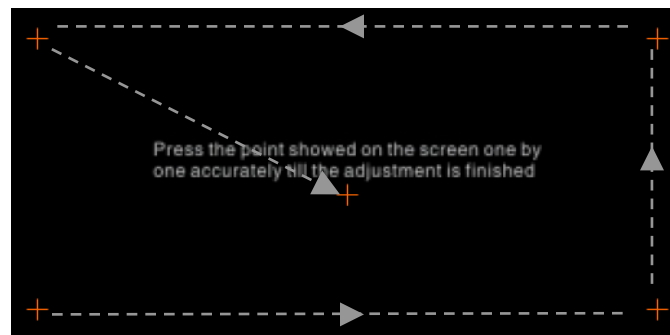 Press the point showed on the screen one by
one accurately till the adjustment is finished